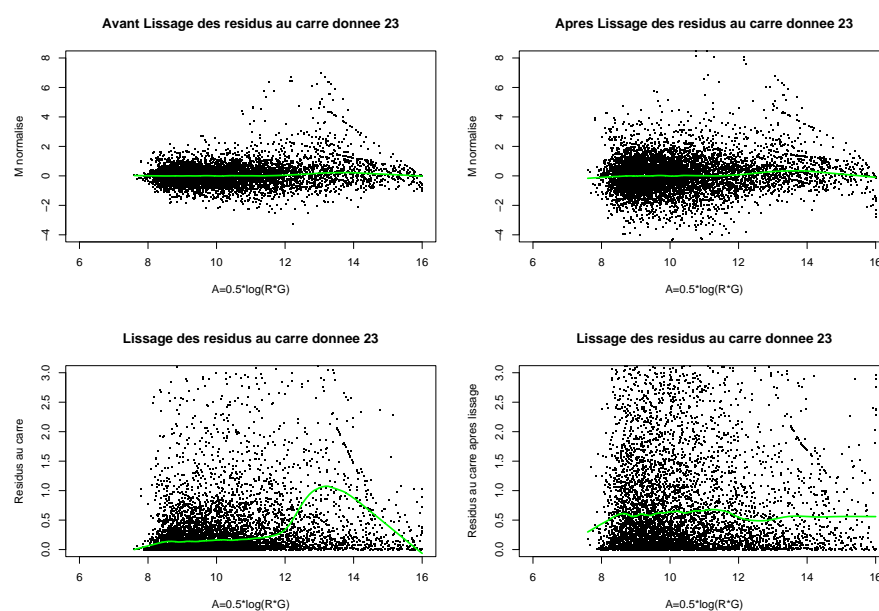 Avant Lissage des residus au carre donnee 23
M normalise
8
6
4
2
0
−2
−4
6 8 10 12 14 16
A=0.5*log(R*G)
Apres Lissage des residus au carre donnee 23
M normalise
8
6
4
2
0
−2
−4
6 8 10 12 14 16
A=0.5*log(R*G)
Lissage des residus au carre donnee 23
Residus au carre
3.0
2.5
2.0
1.5
1.0
0.5
0.0
6 8 10 12 14 16
A=0.5*log(R*G)
Lissage des residus au carre donnee 23
Residus au carre apres lissage
3.0
2.5
2.0
1.5
1.0
0.5
0.0
6 8 10 12 14 16
A=0.5*log(R*G)